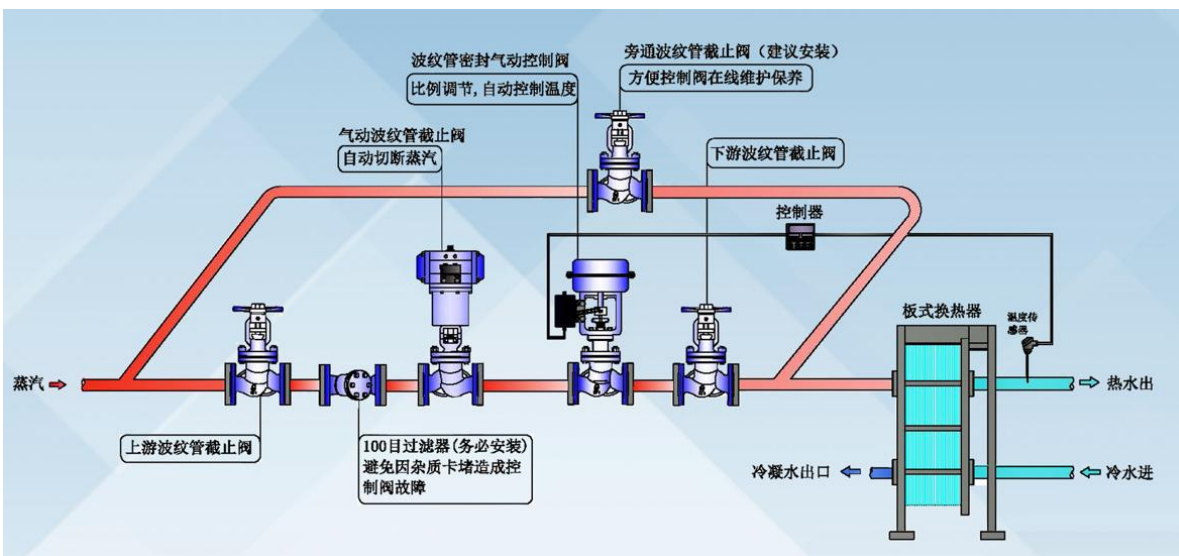 波纹管密封气动控制阀
比例调节,自动控制温度
旁通波纹管截止阀（建议安装）
方便控制阀在线维护保养
气动波纹管截止阀
自动切断蒸汽
下游波纹管截止阀
控制器
板式换热器
温度传
感器
蒸汽
热水出
上游波纹管截止阀
100目过滤器(务必安装)
避免因杂质卡堵造成控
制阀故障
冷凝水出口
冷水进